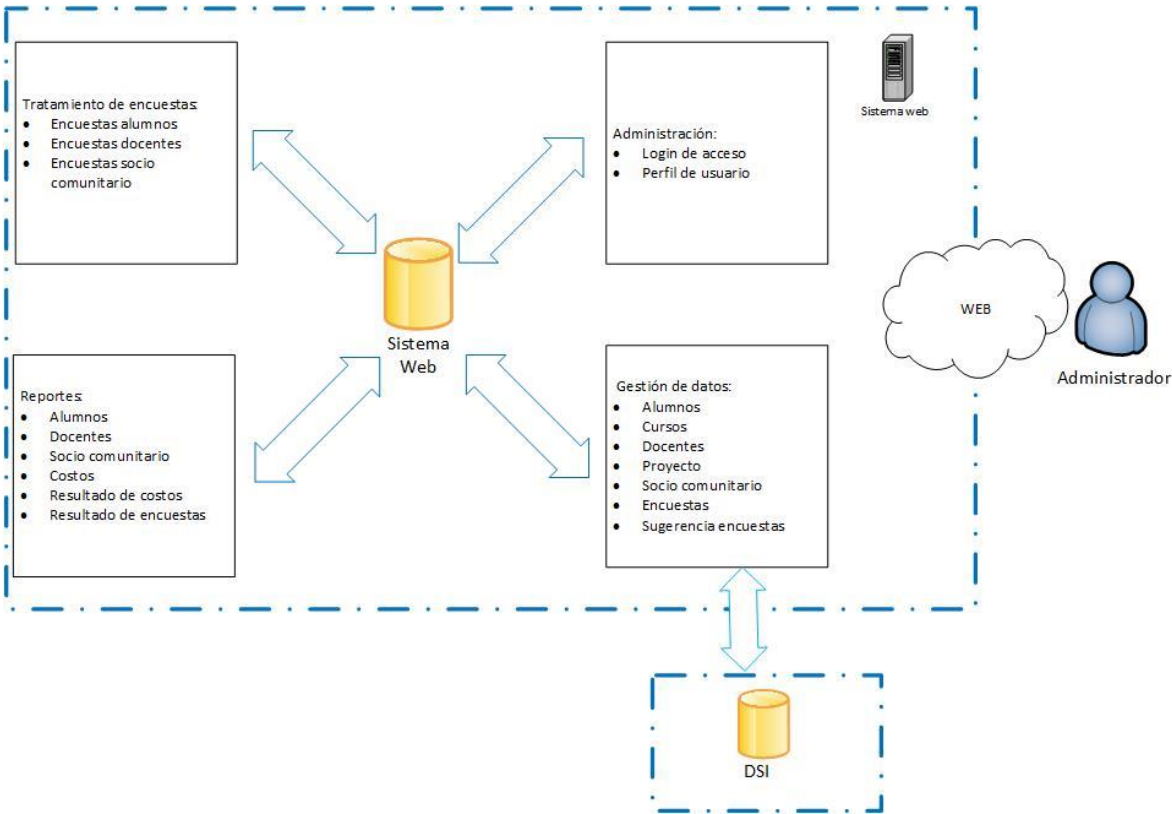 Tratamiento de encuestas:
● Encuestas alumnos
● Encuestas docentes
● Encuestas socio
comunitario
Administración:
● Login de acceso
● Perfil de usuario
Sistema web
Sistema
Web
WEB
Administrador
Reportes:
● Alumnos
● Docentes
● Socio comunitario
● Costos
● Resultado de costos
● Resultado de encuestas
Gestión de datos:
● Alumnos
● Cursos
● Docentes
● Proyecto
● Socio comunitario
● Encuestas
● Sugerencia encuestas
DSI